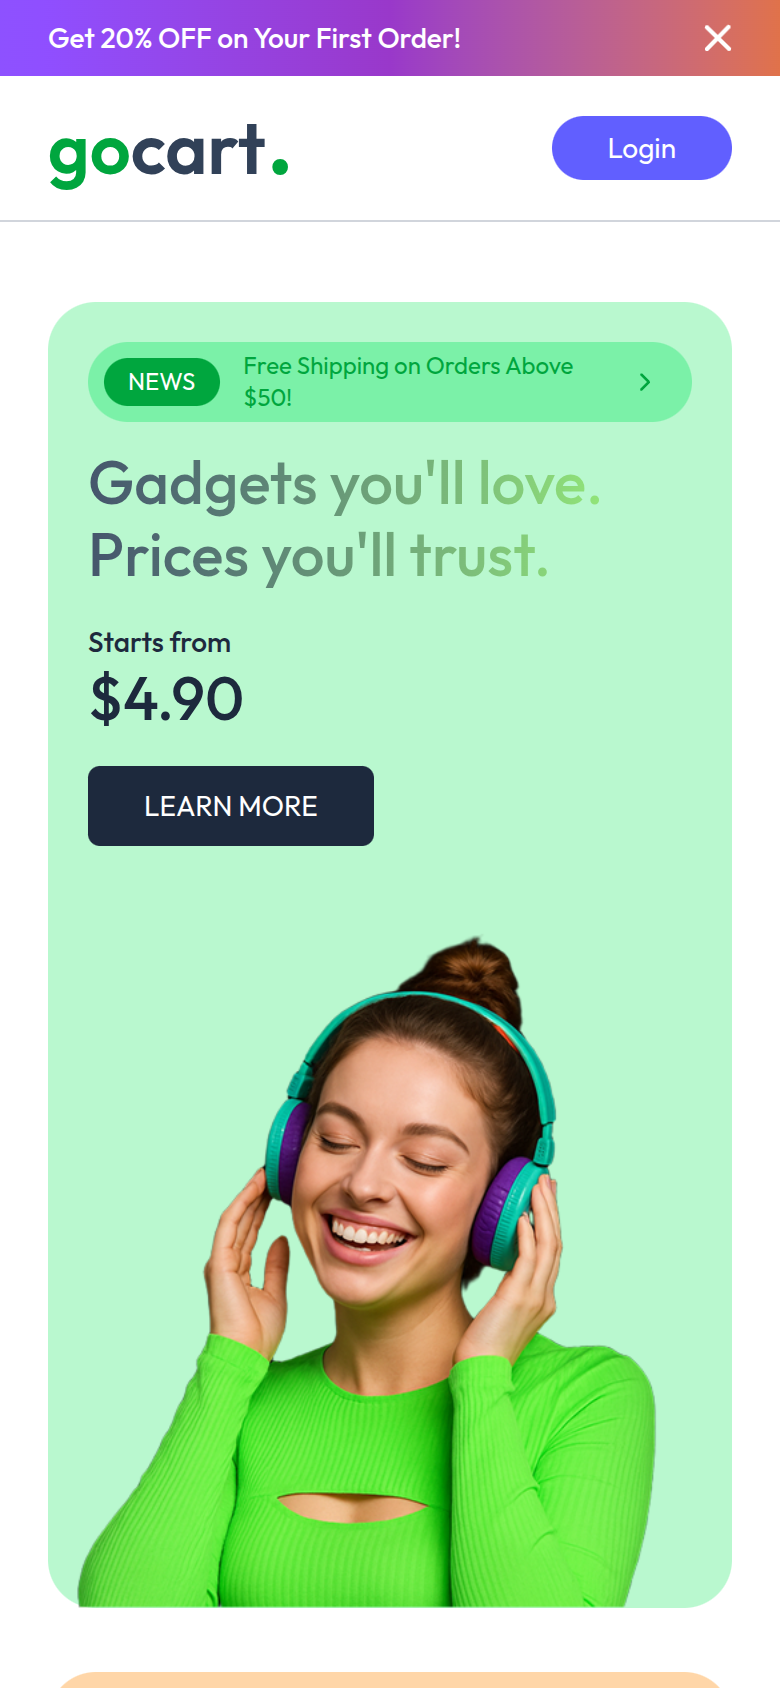 Get 20% OFF on Your First Order!
gocart.
Login
NEWS
Free Shipping on Orders Above
$50!
Gadgets you'll love.
Prices you'll trust.
Starts from
$4.90
LEARN MORE